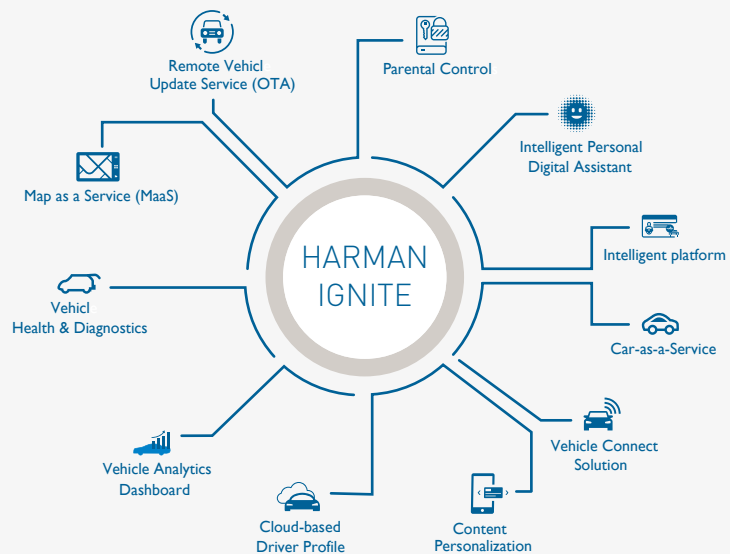 Remote Vehicl
Update Service (OTA)
Parental Control
Intelligent Personal
Digital Assistant
Map as a Service (MaaS)
HARMAN
IGNITE
Intelligent platform
Vehicl
Health & Diagnostics
Car-as-a-Service
Vehicle Connect
Solution
Vehicle Analytics
Dashboard
Cloud-based
Driver Profile
Content
Personalization